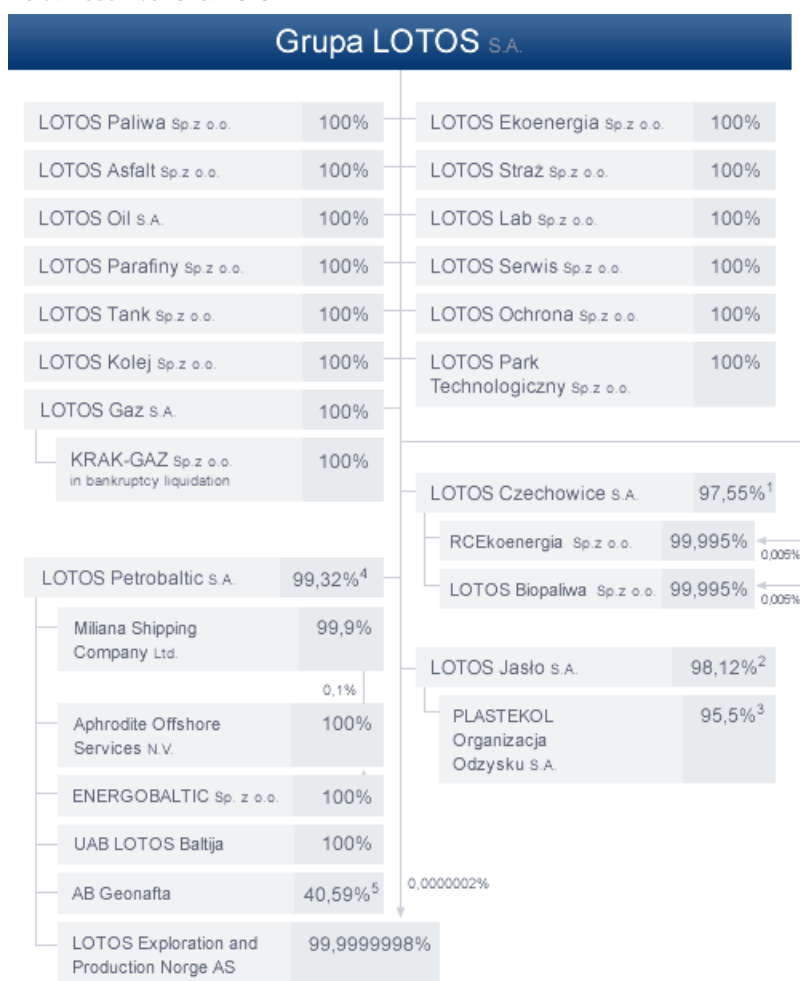 Grupa LOTOS S.A.
LOTOS Paliwa Sp.z o.o. 100%
LOTOS Asfalt Sp.z o.o. 100%
LOTOS Oil S.A. 100%
LOTOS Parafiny Sp.z o.o. 100%
LOTOS Tank Sp.z o.o. 100%
LOTOS Kolej Sp.z o.o. 100%
LOTOS Gaz S.A. 100%
KRAK-GAZ Sp.z o.o. 100%
in bankruptcy liquidation
LOTOS Petrobaltic S.A. 99,32%4
Miliana Shipping 99,9%
Company Ltd.
0,1%
Aphrodite Offshore 100%
Services N.V.
ENERGOBALTIC Sp. z o.o. 100%
UAB LOTOS Baltija 100%
AB Geonafta 40,59%5
LOTOS Exploration and 99,9999998%
Production Norge AS
0,0000002%
LOTOS Ekoenergia Sp.z o.o. 100%
LOTOS Straż Sp.z o.o. 100%
LOTOS Lab Sp.z o.o. 100%
LOTOS Serwis Sp.z o.o. 100%
LOTOS Ochrona Sp.z o.o. 100%
LOTOS Park 100%
Technologiczny Sp.z o.o.
LOTOS Czechowice S.A. 97,55%1
RCEkoenergia Sp.z o.o. 99,995%
0,005%
LOTOS Biopaliwa Sp.z o.o. 99,995%
0,005%
LOTOS Jasło S.A. 98,12%2
PLASTEKOL 95,5%3
Organizacja
Odzysku S.A.